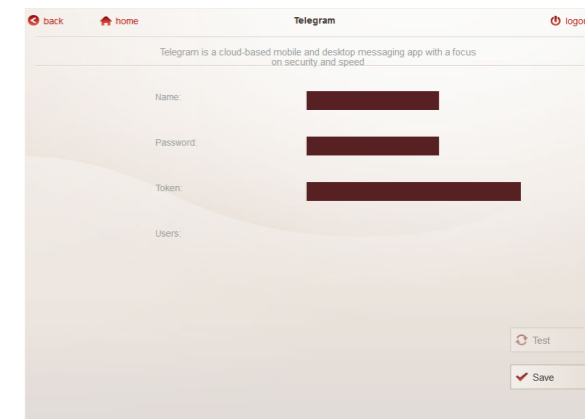 back home Telegram logo
Telegram is a cloud-based mobile and desktop messaging app with a focus
on security and speed
Name:
Password:
Token:
Users:
Test
Save